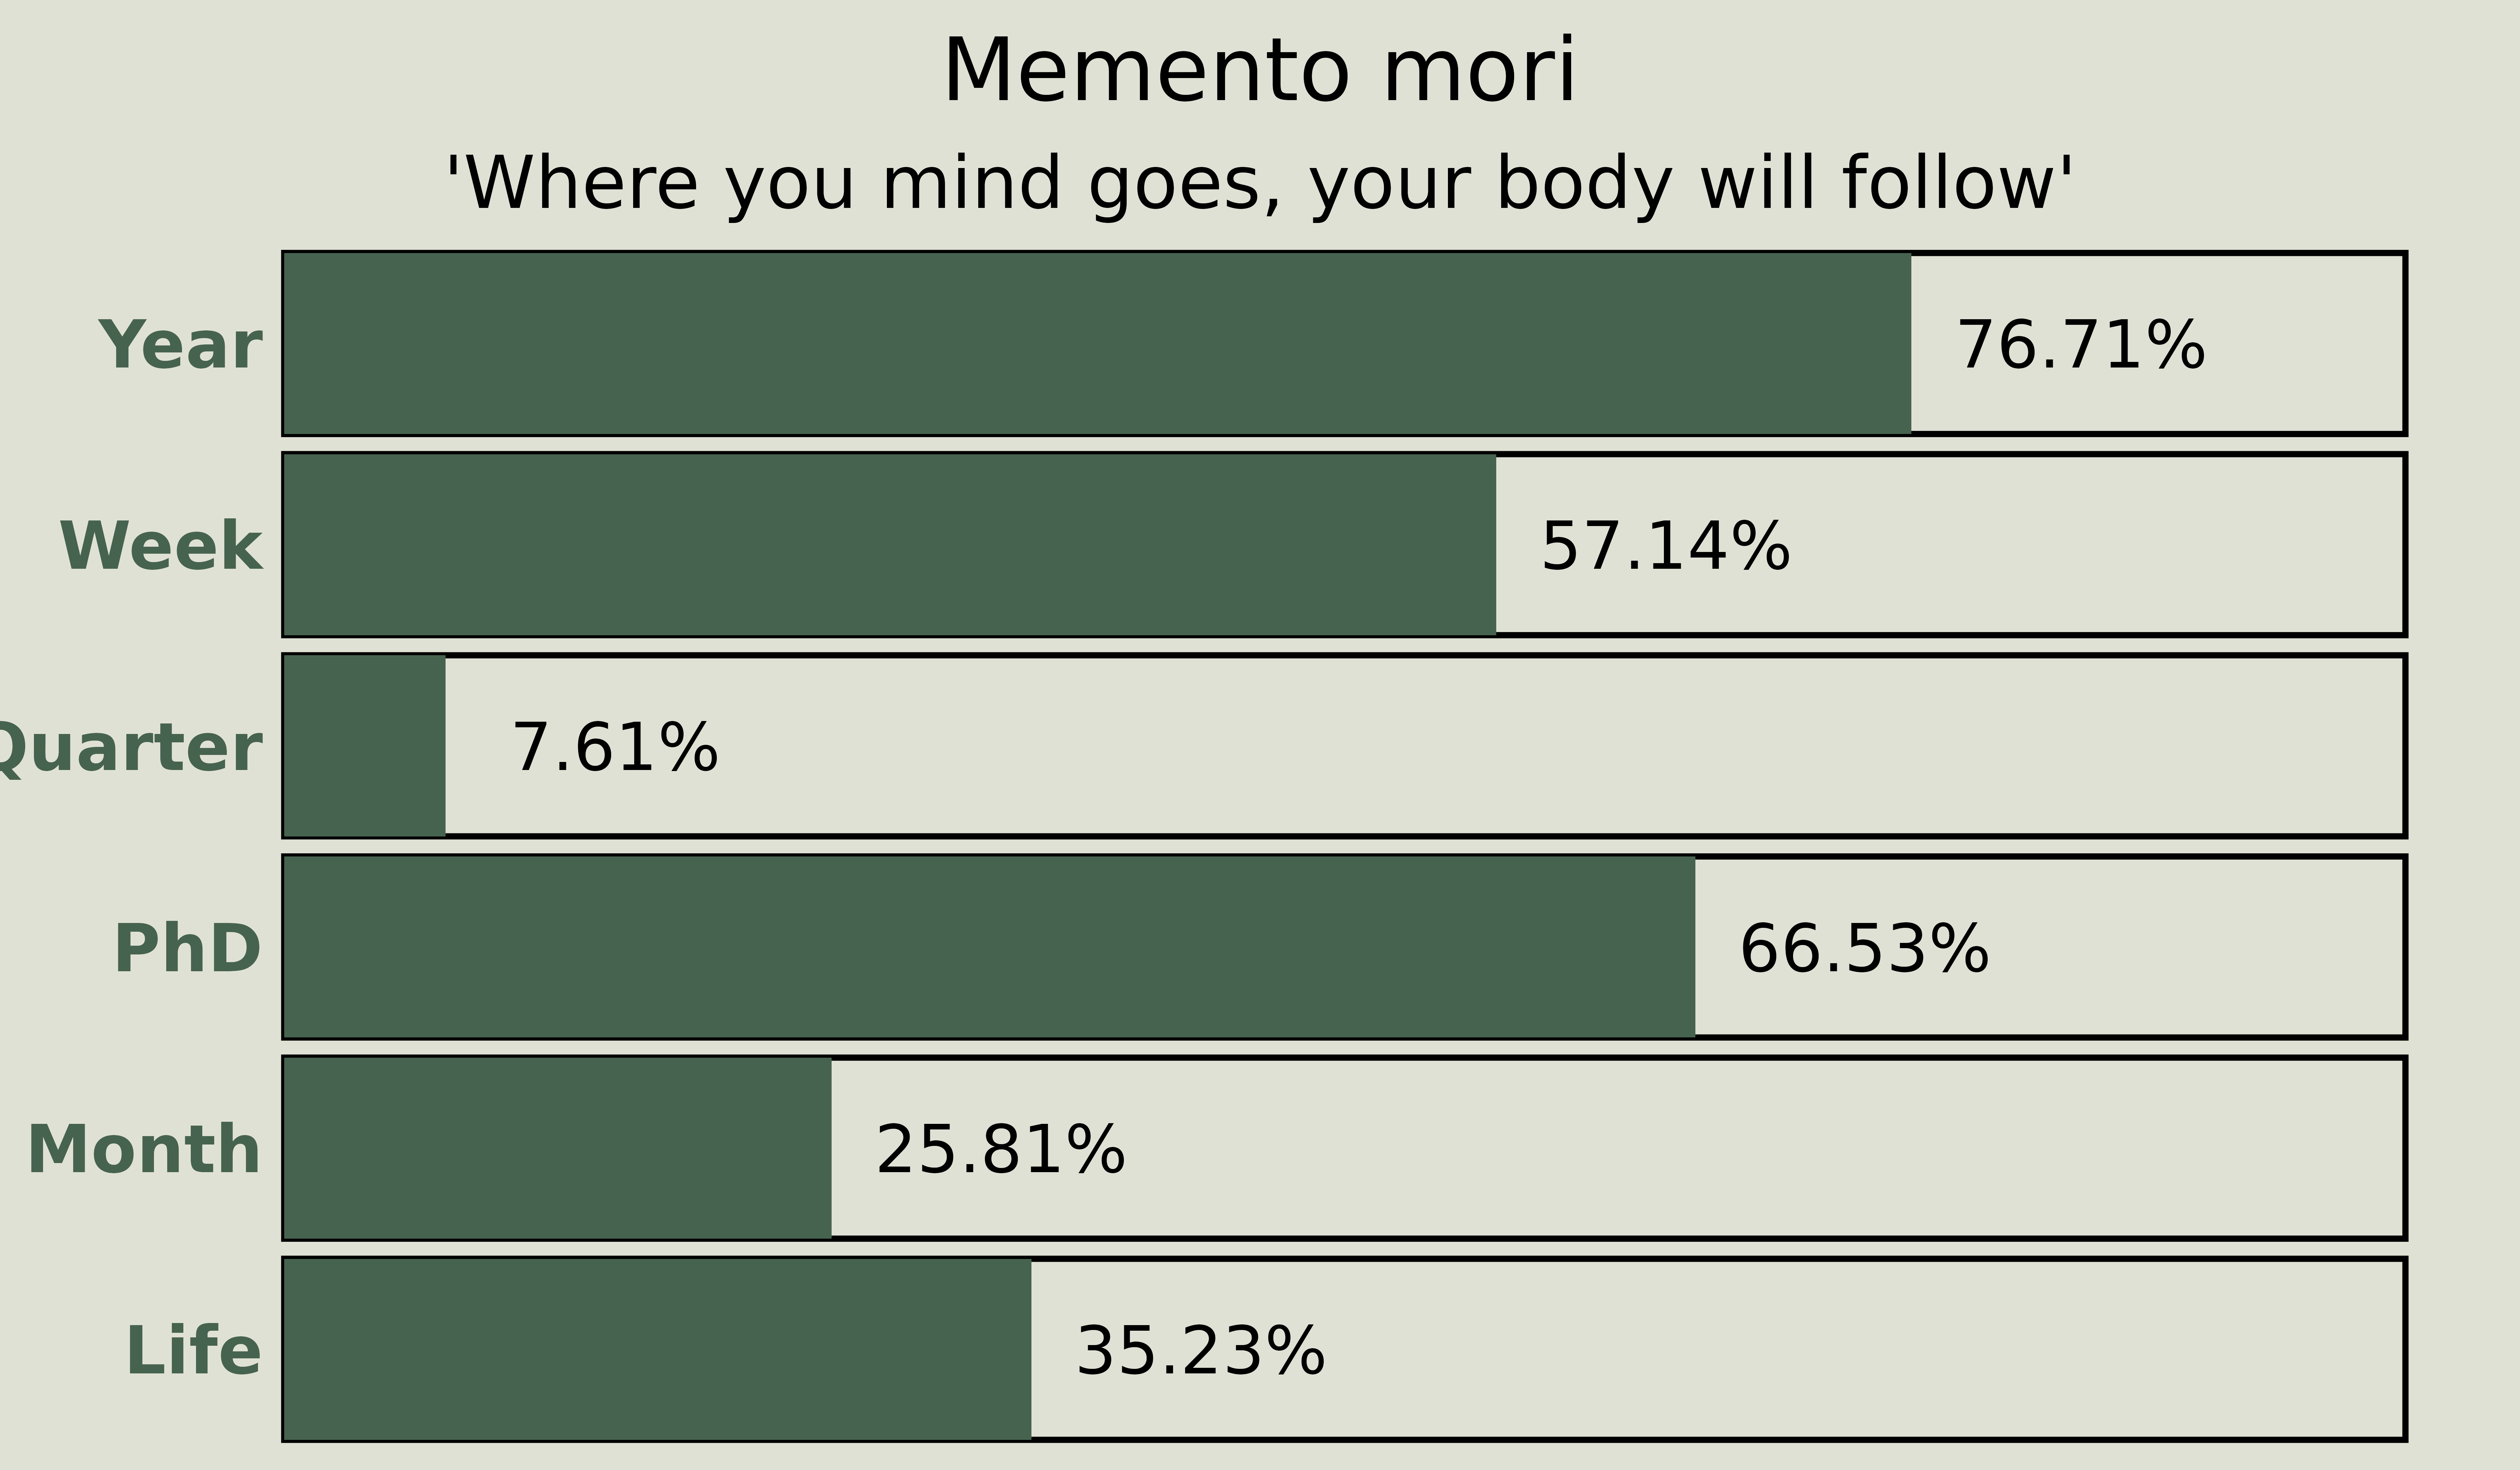 Memento mori
'Where you mind goes, your body will follow'
Year 76.71%
Week 57.14%
Quarter 7.61%
PhD 66.53%
Month 25.81%
Life 35.23%